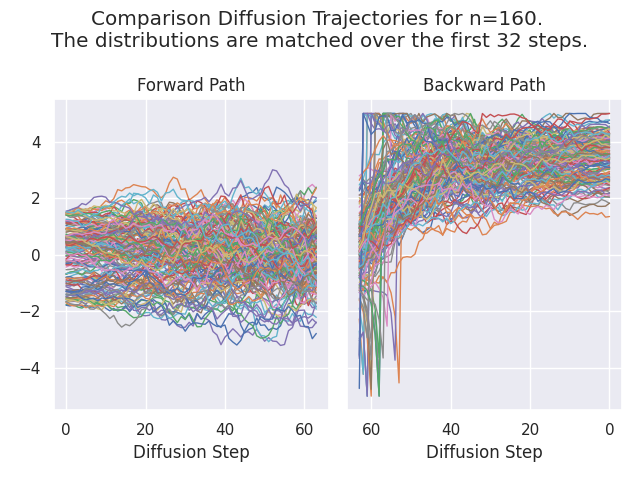 Comparison Diffusion Trajectories for n=160.
The distributions are matched over the first 32 steps.
Forward Path
Backward Path
4
2
0
−2
−4
0
20
40
60
60
40
20
0
Diffusion Step
Diffusion Step